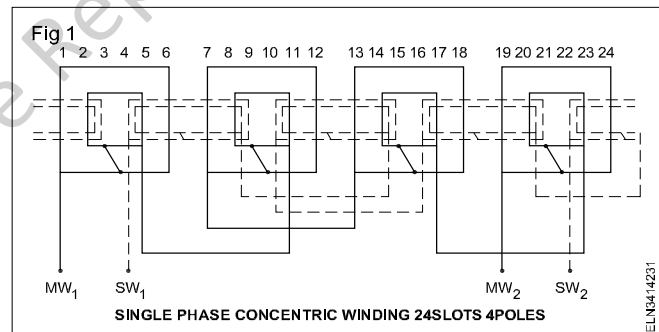 Fig 1
1 2 3 4 5 6 7 8 9 10 11 12 13 14 15 16 17 18 19 20 21 22 23 24
MW1 SW1 MW2 SW2
SINGLE PHASE CONCENTRIC WINDING 24SLOTS 4POLES
ELN3414231